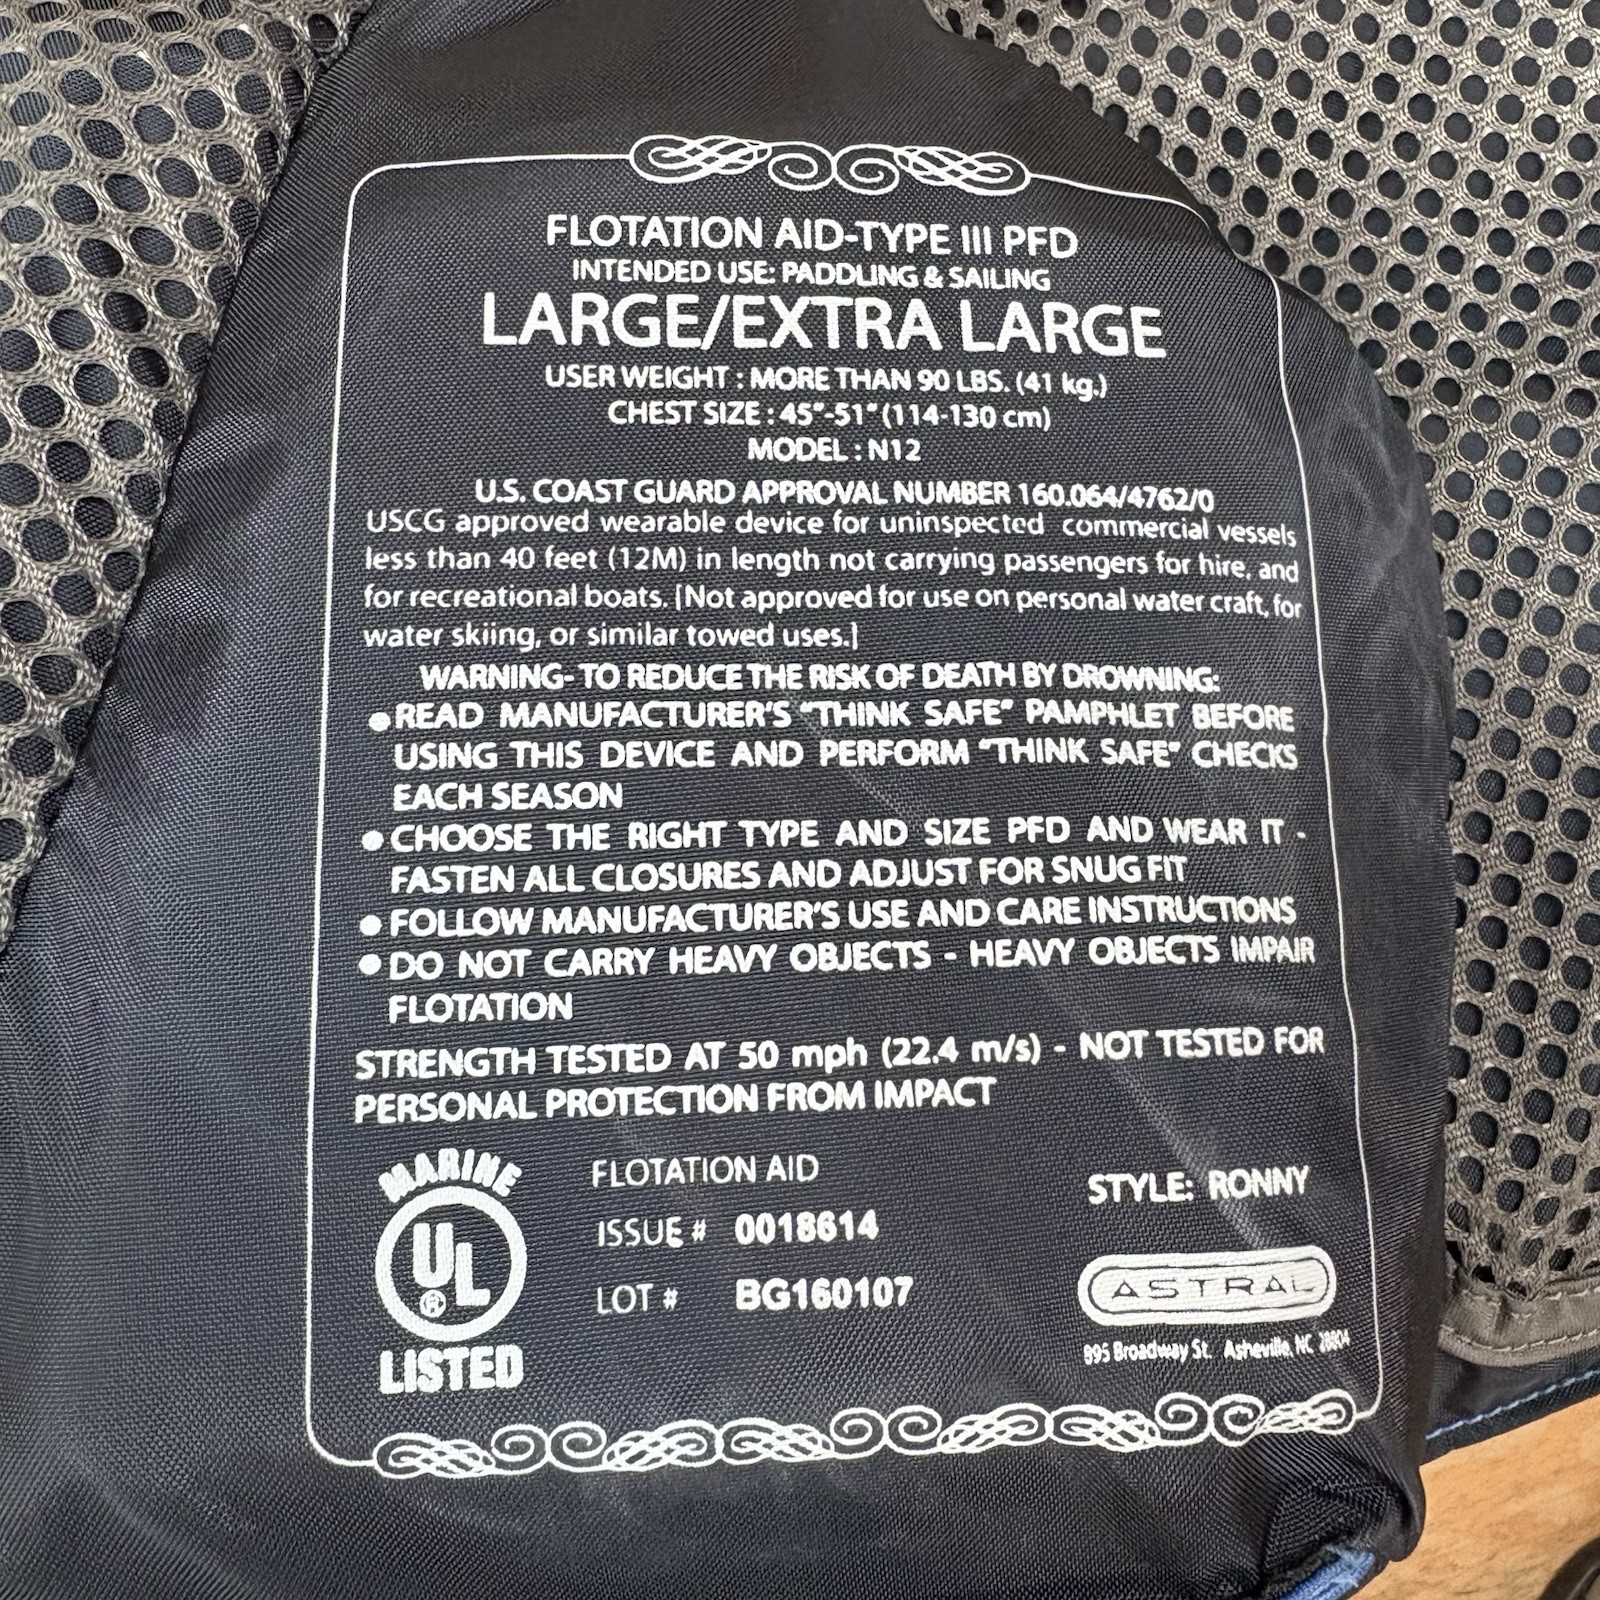 FLOTATION AID-TYPE III PFD
INTENDED USE: PADDLING & SAILING
LARGE/EXTRA LARGE
USER WEIGHT : MORE THAN 90 LBS. (41 kg.)
CHEST SIZE : 45"-51" (114-130 cm)
MODEL : N12
U.S. COAST GUARD APPROVAL NUMBER 160.064/4762/0
USCG approved wearable device for uninspected commercial vessels
less than 40 feet (12M) in length not carrying passengers for hire, and
for recreational boats. [Not approved for use on personal water craft, for
water skiing, or similar towed uses.]
WARNING- TO REDUCE THE RISK OF DEATH BY DROWNING:
● READ MANUFACTURER'S "THINK SAFE" PAMPHLET BEFORE
USING THIS DEVICE AND PERFORM "THINK SAFE" CHECKS
EACH SEASON
● CHOOSE THE RIGHT TYPE AND SIZE PFD AND WEAR IT -
FASTEN ALL CLOSURES AND ADJUST FOR SNUG FIT
● FOLLOW MANUFACTURER'S USE AND CARE INSTRUCTIONS
● DO NOT CARRY HEAVY OBJECTS - HEAVY OBJECTS IMPAIR
FLOTATION
STRENGTH TESTED AT 50 mph (22.4 m/s) - NOT TESTED FOR
PERSONAL PROTECTION FROM IMPACT
MARINE
UL
®
LISTED
FLOTATION AID
ISSUE # 0018614
LOT # BG160107
STYLE: RONNY
ASTRAL
895 Broadway St. Asheville, NC 28804